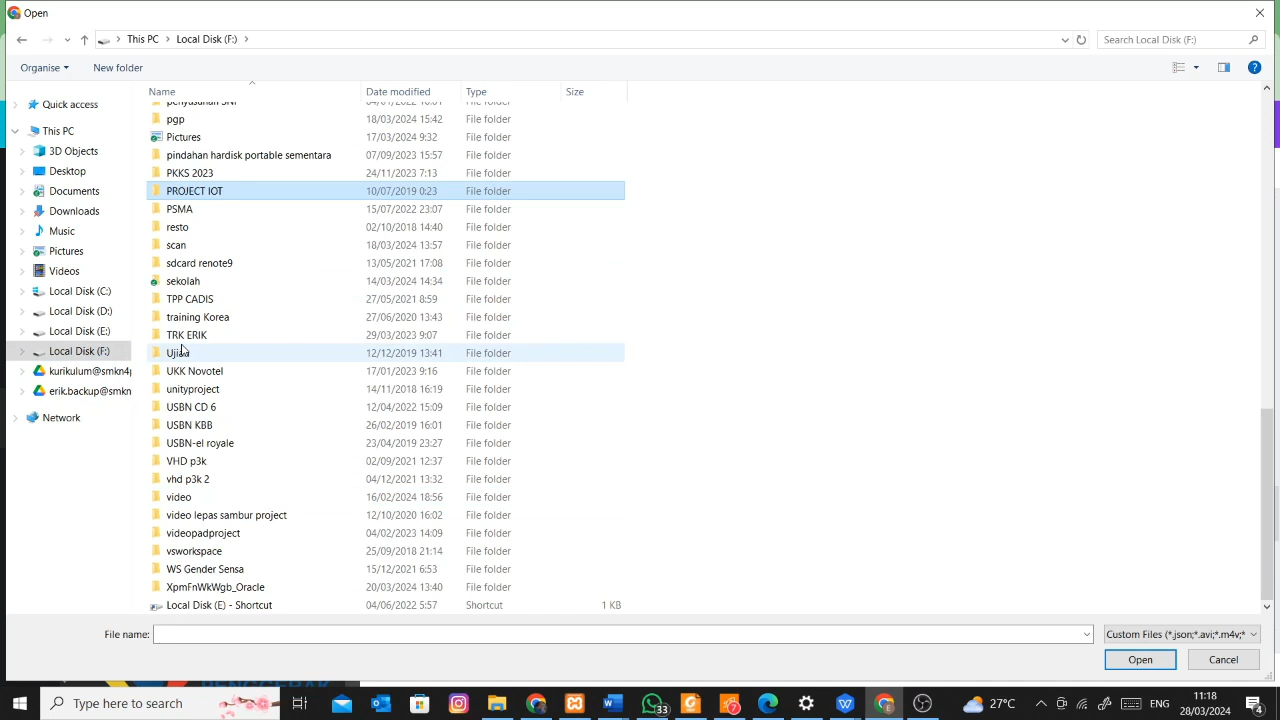 Open
This PC Local Disk (F:) Search Local Disk (F:)
Organise New folder
Name Date modified Type Size
Quick access
This PC
3D Objects
Desktop
Documents
Downloads
Music
Pictures
Videos
Local Disk (C:)
Local Disk (D:)
Local Disk (E:)
Local Disk (F:)
kurikulum@smkn4p
erik.backup@smkn
Network
pgp 18/03/2024 15:42 File folder
Pictures 17/03/2024 9:32 File folder
pindahan hardisk portable sementara 07/09/2023 15:57 File folder
PKKS 2023 24/11/2023 7:13 File folder
PROJECT IOT 10/07/2019 0:23 File folder
PSMA 15/07/2022 23:07 File folder
resto 02/10/2018 14:40 File folder
scan 18/03/2024 13:57 File folder
sdcard renote9 13/05/2021 17:08 File folder
sekolah 14/03/2024 14:34 File folder
TPP CADIS 27/05/2021 8:59 File folder
training Korea 27/06/2020 13:43 File folder
TRK ERIK 29/03/2023 9:07 File folder
12/12/2019 13:41 File folder
UKK Novotel 17/01/2023 9:16 File folder
unityproject 14/11/2018 16:19 File folder
USBN CD 6 12/04/2022 15:09 File folder
USBN KBB 26/02/2019 16:01 File folder
USBN-el royale 23/04/2019 23:27 File folder
VHD p3k 02/09/2021 12:37 File folder
vhd p3k 2 04/12/2021 13:32 File folder
video 16/02/2024 18:56 File folder
video lepas sambur project 12/10/2020 16:02 File folder
videopadproject 04/02/2023 14:09 File folder
vsworkspace 25/09/2018 21:14 File folder
WS Gender Sensa 15/12/2021 6:53 File folder
XpmFnWkWgb_Oracle 20/03/2024 13:40 File folder
Local Disk (E) - Shortcut 04/06/2022 5:57 Shortcut 1 KB
File name: Custom Files (*.json;*.avi;*.m4v;*
Open Cancel
Type here to search 33 27°C ENG 11:18
28/03/2024 4